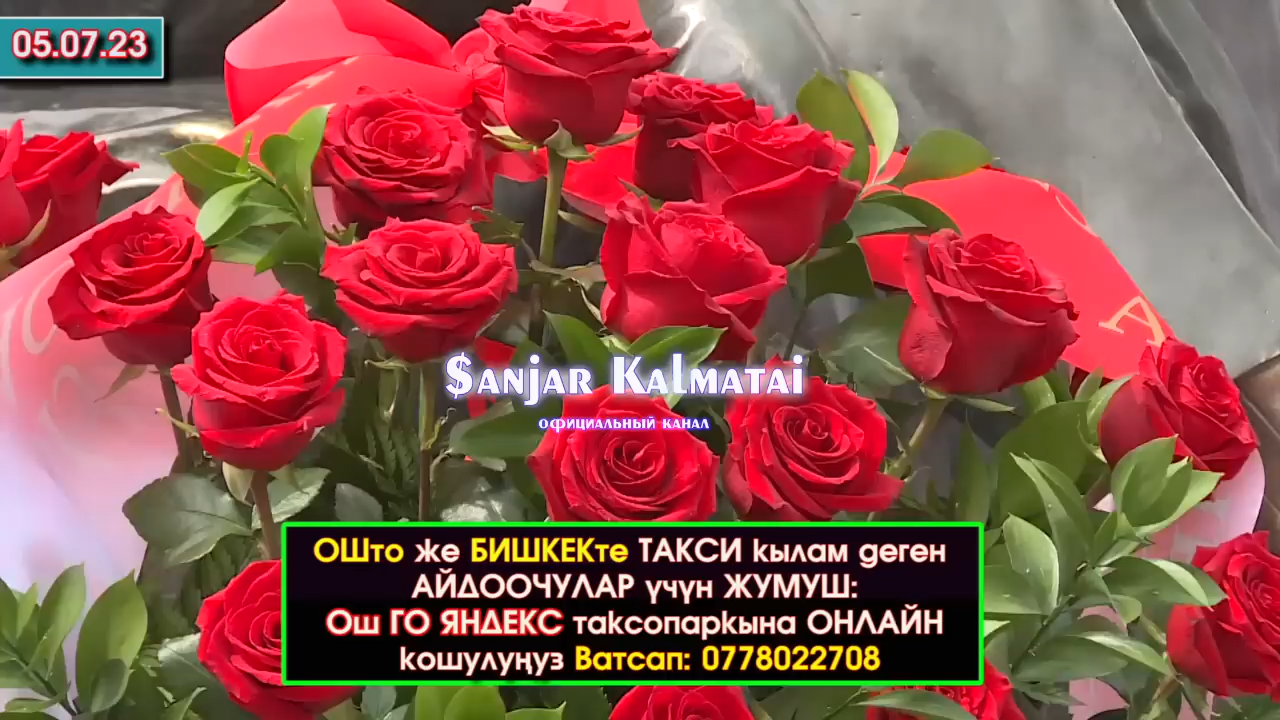 05.07.23
$anjar Kalmatai
официальный канал
ОШто же БИШКЕКте ТАКСИ кылам деген
АЙДООЧУЛАР үчүн ЖУМУШ:
Ош ГО ЯНДЕКС таксопаркына ОНЛАЙН
кошулуңуз Ватсап: 0778022708